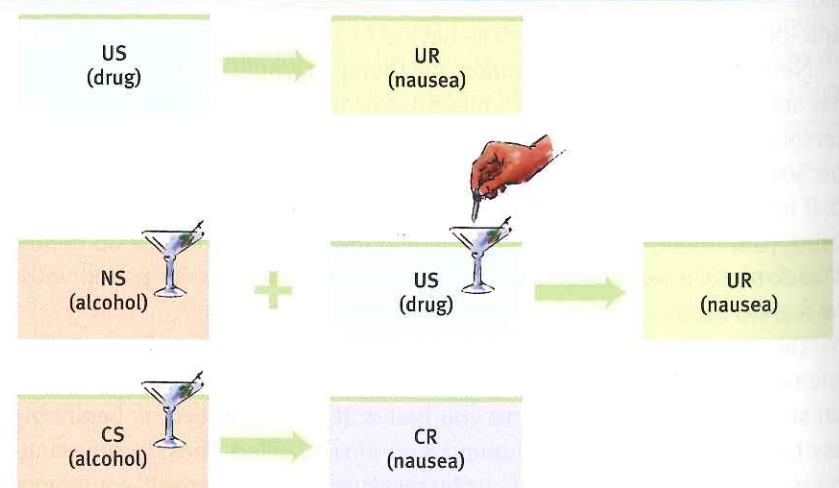 US
(drug)
UR
(nausea)
NS
(alcohol)
+
US
(drug)
UR
(nausea)
CS
(alcohol)
CR
(nausea)